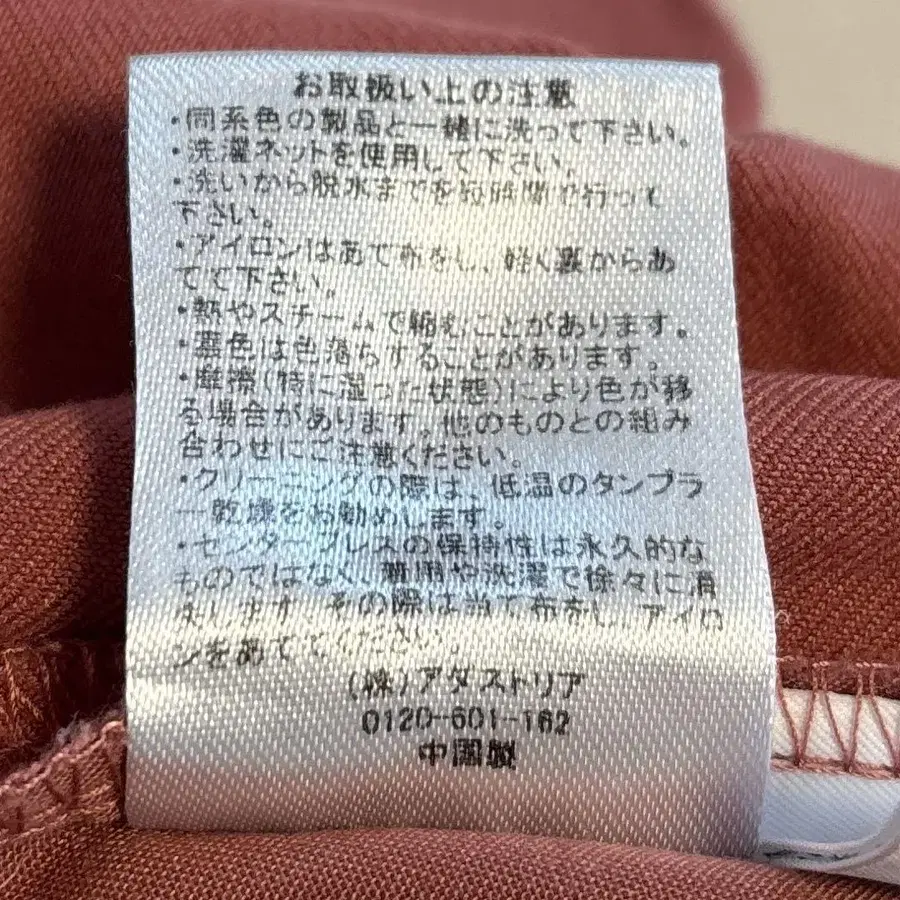 お取扱い上の注意
・同系色の製品と一緒に洗って下さい。
・洗濯ネットを使用して下さい。
・洗いから脱水までを短時間で行って
下さい。
・アイロンはあて布をし、軽く裏からあ
てて下さい。
・熱やスチームで縮むことがあります。
・濃色は色落ちすることがあります。
・摩擦(特に湿った状態)により色が移
る場合があります。他のものとの組み
合わせにご注意ください。
・クリーニングの際は、低温のタンブラ
ー乾燥をお勧めします。
・センタープレスの保持性は永久的な
ものではなく、着用や洗濯で徐々に消
失します。その際は当て布をし、アイロ
ンをあててください。
(株)アダストリア
0120-601-162
中国製